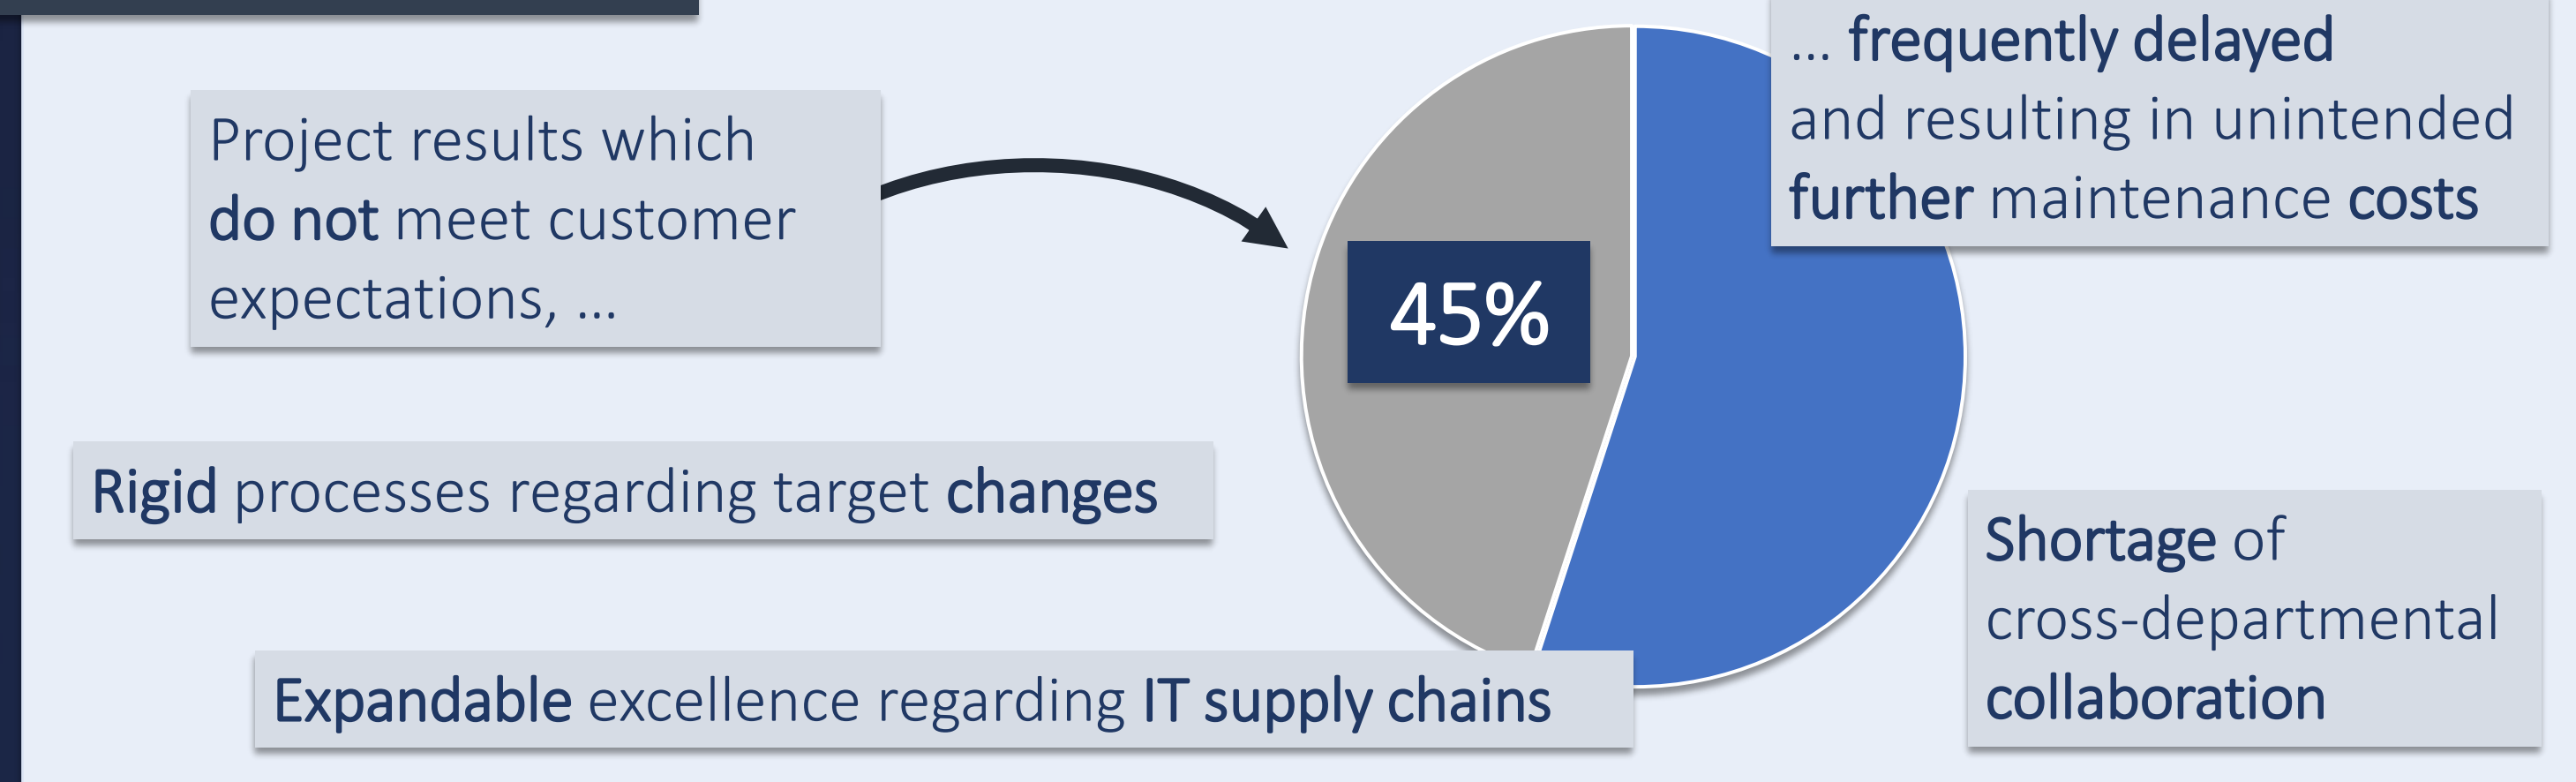 Project results which
do not meet customer
expectations, ...
45%
... frequently delayed
and resulting in unintended
further maintenance costs
Rigid processes regarding target changes
Shortage of
cross-departmental
collaboration
Expandable excellence regarding IT supply chains